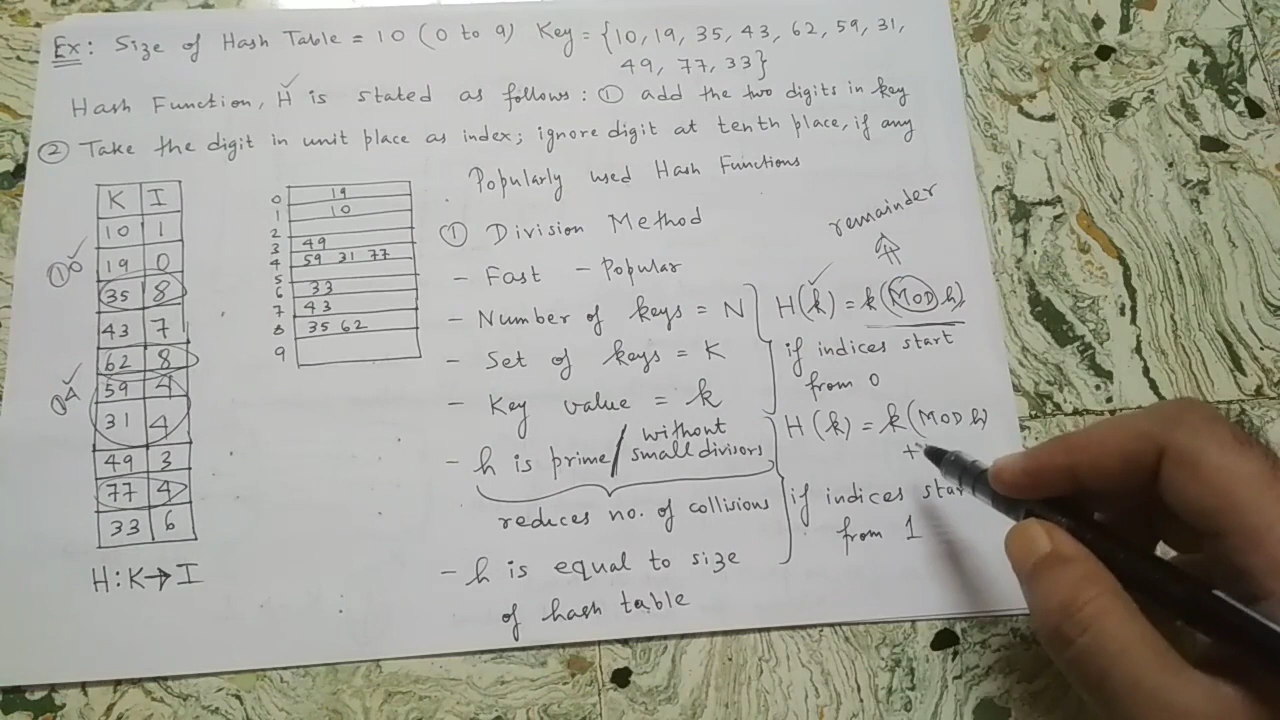 Ex: Size of Hash Table = 10 (0 to 9) Key = {10, 19, 35, 43, 62, 59, 31,
49, 77, 33}
Hash Function, H is stated as follows: ① add the two digits in key
② Take the digit in unit place as index; ignore digit at tenth place, if any
K I
10 1
19 0
35 8
43 7
62 8
59 4
31 4
49 3
77 4
33 6
H: K→I
10
14
0 19
1 10
2
3 49
4 59 31 77
5
6 33
7 43
8 35 62
9
Popularly used Hash Functions
① Division Method
- Fast - Popular
- Number of keys = N
- Set of keys = K
- Key value = k
- h is prime/ without small divisors
reduces no. of collisions
- h is equal to size
of hash table
remainder
H(k) = k(MOD h)
if indices start
from 0
H(k) = k(MOD h)
+
if indices star
from 1